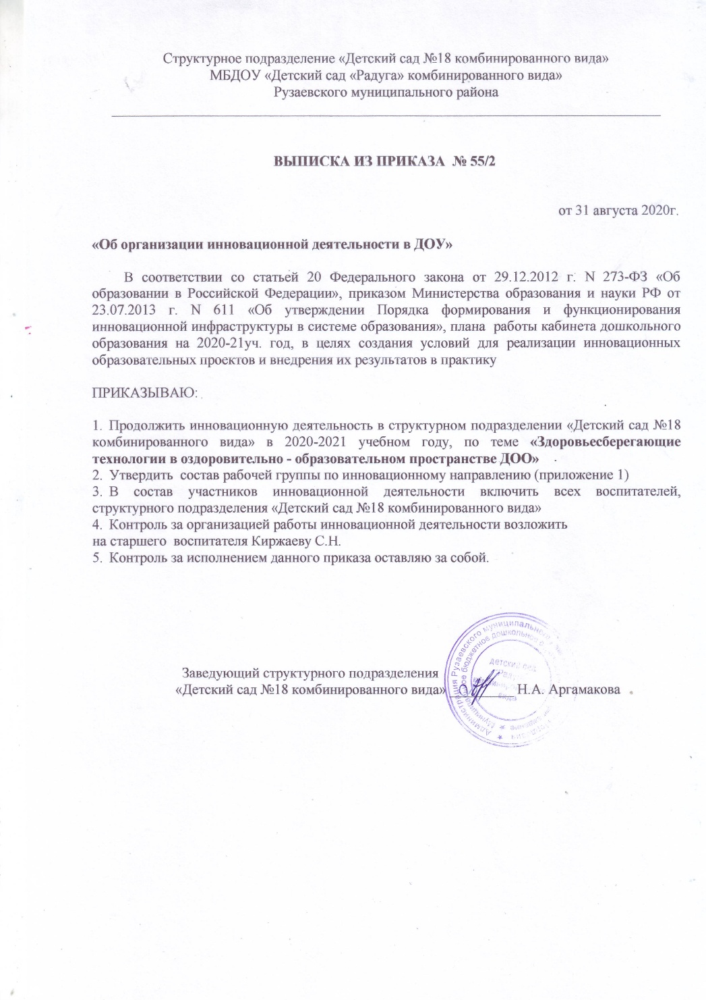 Структурное подразделение «Детский сад №18 комбинированного вида»
МБДОУ «Детский сад «Радуга» комбинированного вида»
Рузаевского муниципального района
ВЫПИСКА ИЗ ПРИКАЗА № 55/2
от 31 августа 2020г.
«Об организации инновационной деятельности в ДОУ»
В соответствии со статьей 20 Федерального закона от 29.12.2012 г. N 273-ФЗ «Об
образовании в Российской Федерации», приказом Министерства образования и науки РФ от
23.07.2013 г. N 611 «Об утверждении Порядка формирования и функционирования
инновационной инфраструктуры в системе образования», плана работы кабинета дошкольного
образования на 2020-21уч. год, в целях создания условий для реализации инновационных
образовательных проектов и внедрения их результатов в практику
ПРИКАЗЫВАЮ:
1. Продолжить инновационную деятельность в структурном подразделении «Детский сад №18
комбинированного вида» в 2020-2021 учебном году, по теме «Здоровьесберегающие
технологии в оздоровительно - образовательном пространстве ДОО»
2. Утвердить состав рабочей группы по инновационному направлению (приложение 1)
3. В состав участников инновационной деятельности включить всех воспитателей,
структурного подразделения «Детский сад №18 комбинированного вида»
4. Контроль за организацией работы инновационной деятельности возложить
на старшего воспитателя Киржаеву С.Н.
5. Контроль за исполнением данного приказа оставляю за собой.
Заведующий структурного подразделения
«Детский сад №18 комбинированного вида» _________ Н.А. Аргамакова
Администрация Рузаевского муниципального
бюджетное дошкольное
детский сад